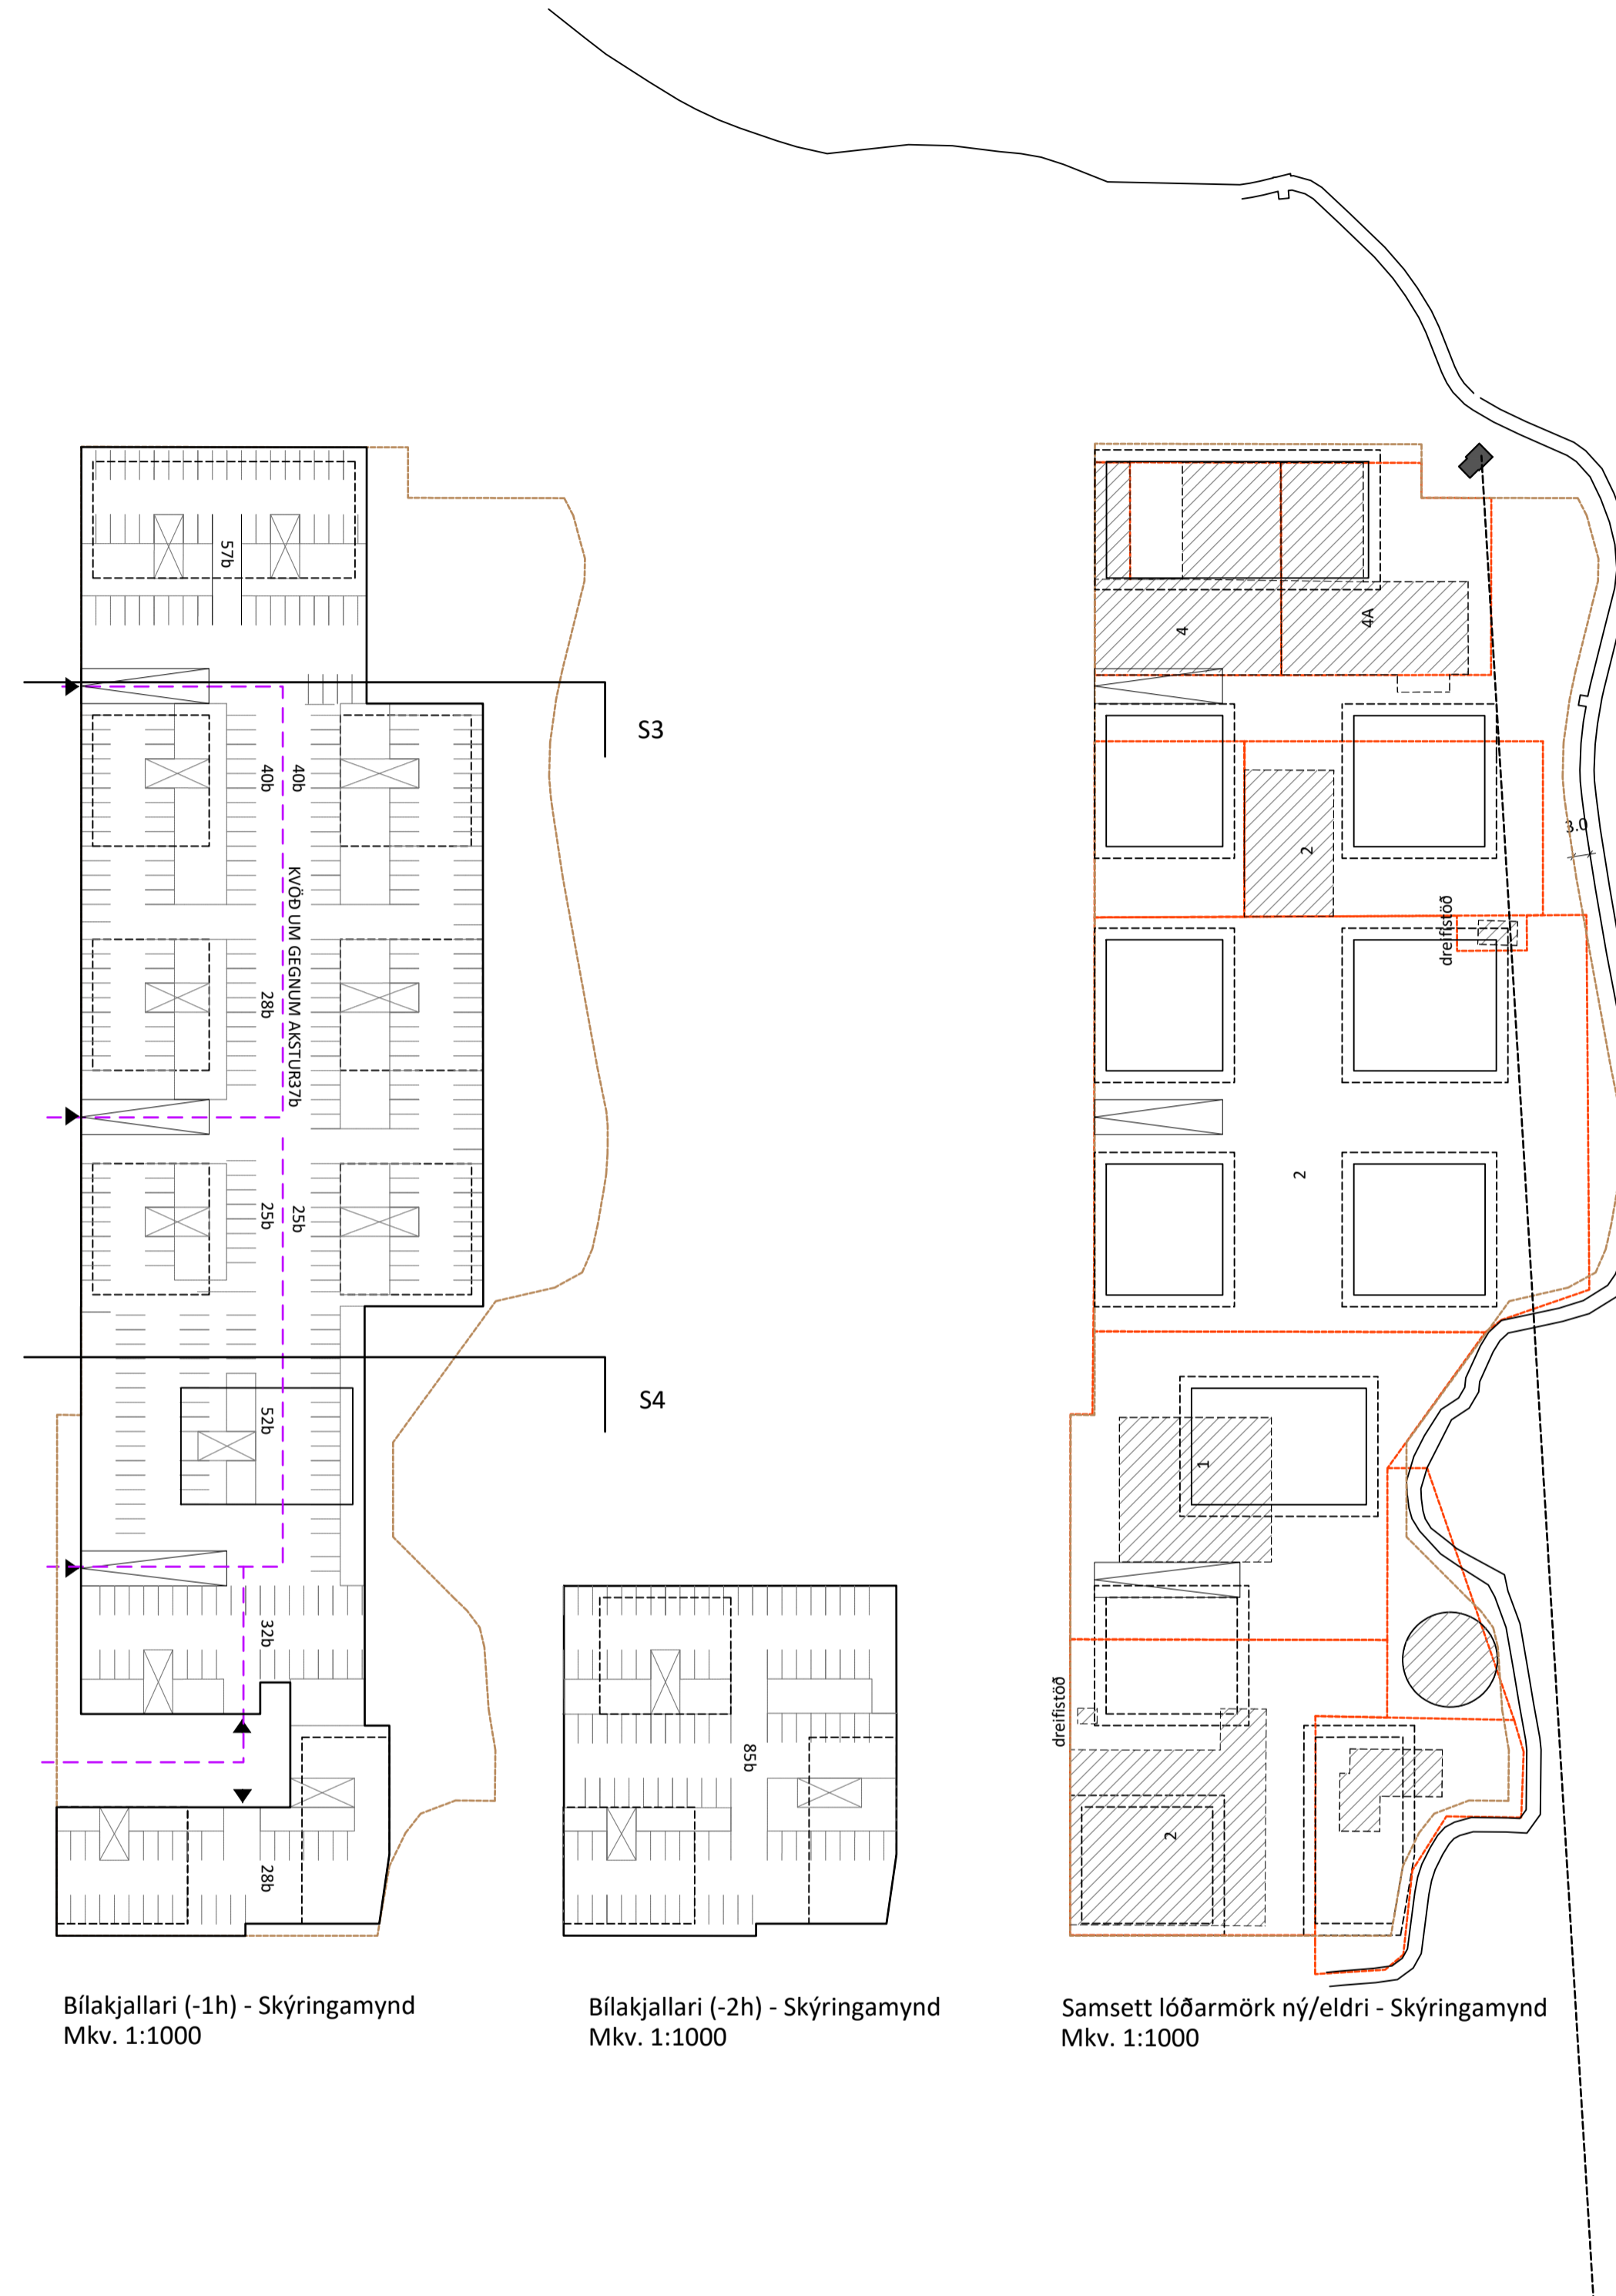 57b
S3
40b
40b
KVÖÐ UM GEGNUM AKSTUR
28b
37b
25b
25b
S4
52b
32b
28b
85b
4
4A
2
3.0
dreifistöð
2
1
dreifistöð
2
Bílakjallari (-1h) - Skýringamynd
Mkv. 1:1000
Bílakjallari (-2h) - Skýringamynd
Mkv. 1:1000
Samsett lóðarmörk ný/eldri - Skýringamynd
Mkv. 1:1000